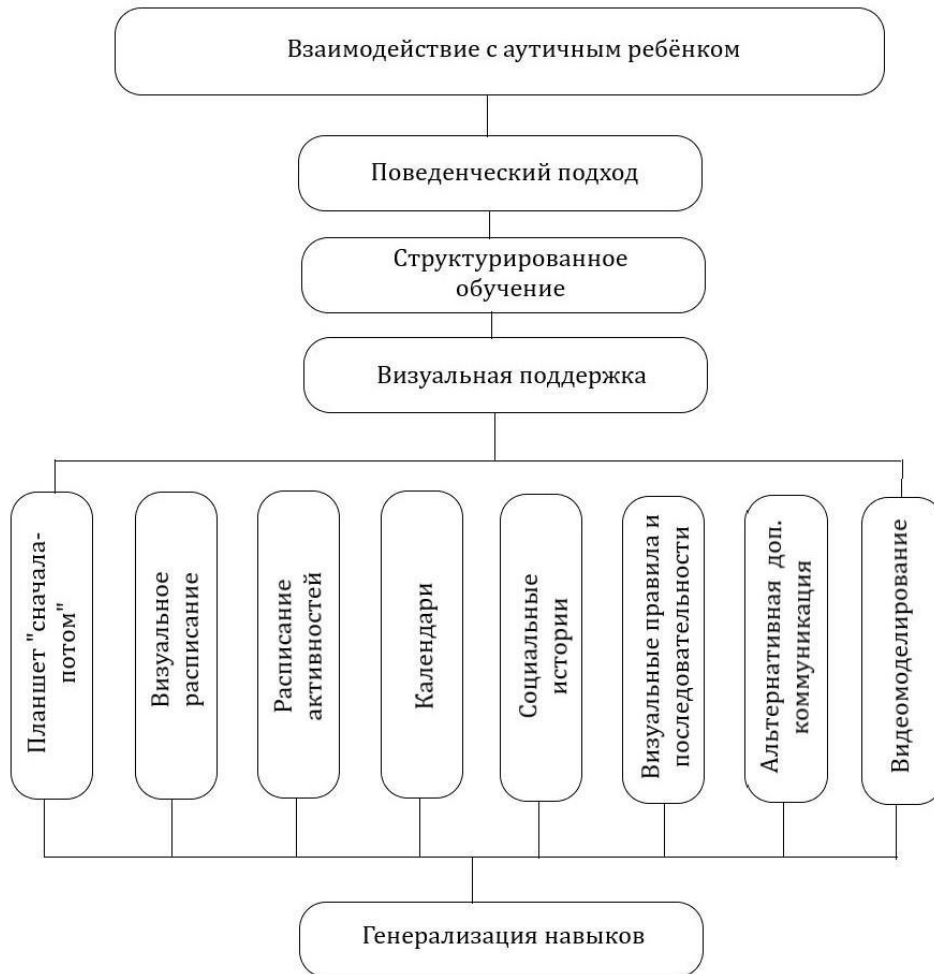 Взаимодействие с аутичным ребёнком
Поведенческий подход
Структурированное
обучение
Визуальная поддержка
Планшет "сначала-
потом"
Визуальное
расписание
Расписание
активностей
Календари
Социальные
истории
Визуальные правила и
последовательности
Альтернативная доп.
коммуникация
Видеомоделирование
Генерализация навыков